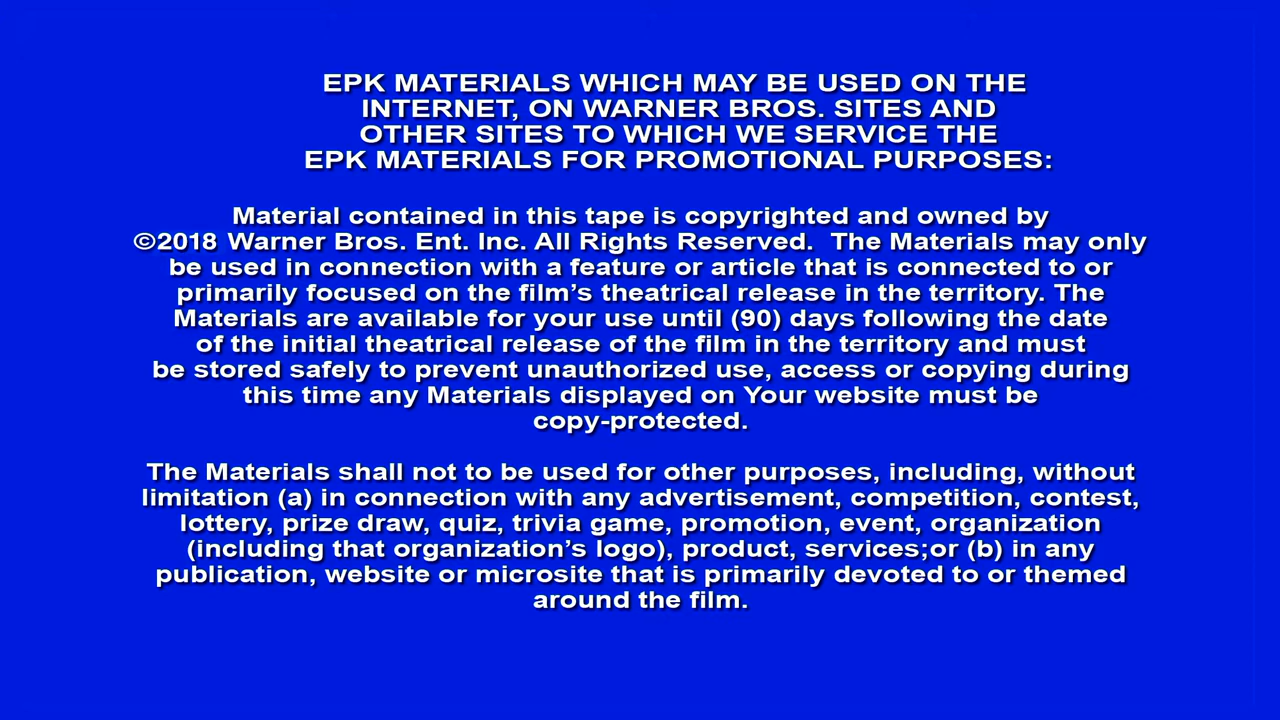 EPK MATERIALS WHICH MAY BE USED ON THE
INTERNET, ON WARNER BROS. SITES AND
OTHER SITES TO WHICH WE SERVICE THE
EPK MATERIALS FOR PROMOTIONAL PURPOSES:
Material contained in this tape is copyrighted and owned by
©2018 Warner Bros. Ent. Inc. All Rights Reserved.  The Materials may only
be used in connection with a feature or article that is connected to or
primarily focused on the film’s theatrical release in the territory. The
Materials are available for your use until (90) days following the date
of the initial theatrical release of the film in the territory and must
be stored safely to prevent unauthorized use, access or copying during
this time any Materials displayed on Your website must be
copy-protected.
The Materials shall not to be used for other purposes, including, without
limitation (a) in connection with any advertisement, competition, contest,
lottery, prize draw, quiz, trivia game, promotion, event, organization
(including that organization’s logo), product, services;or (b) in any
publication, website or microsite that is primarily devoted to or themed
around the film.